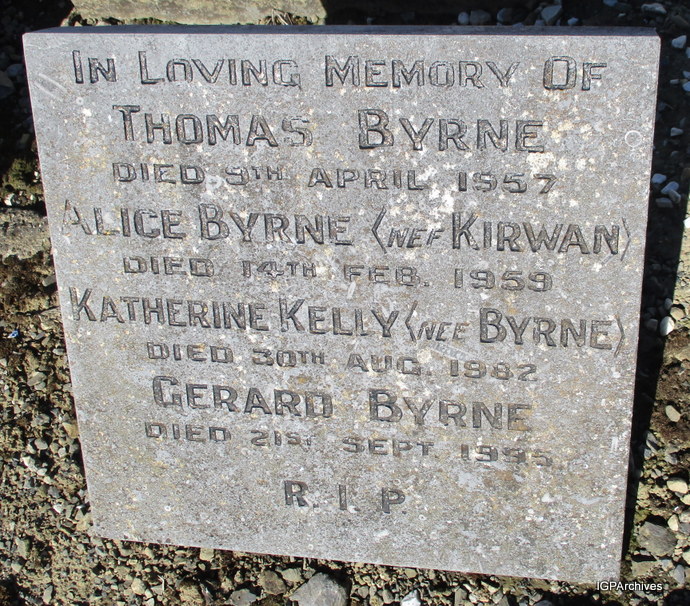 In Loving Memory Of
Thomas Byrne
Died 9th April 1957
Alice Byrne (nee Kirwan)
Died 14th Feb. 1959
Katherine Kelly (nee Byrne)
Died 30th Aug. 1982
Gerard Byrne
Died 21st Sept.
R. I. P
IGPArchives